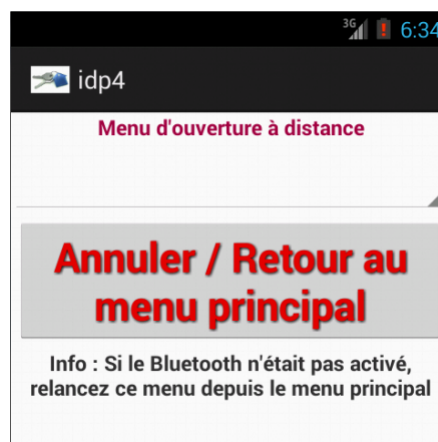 3G 6:34
idp4
Menu d'ouverture à distance
Annuler / Retour au
menu principal
Info : Si le Bluetooth n'était pas activé,
relancez ce menu depuis le menu principal